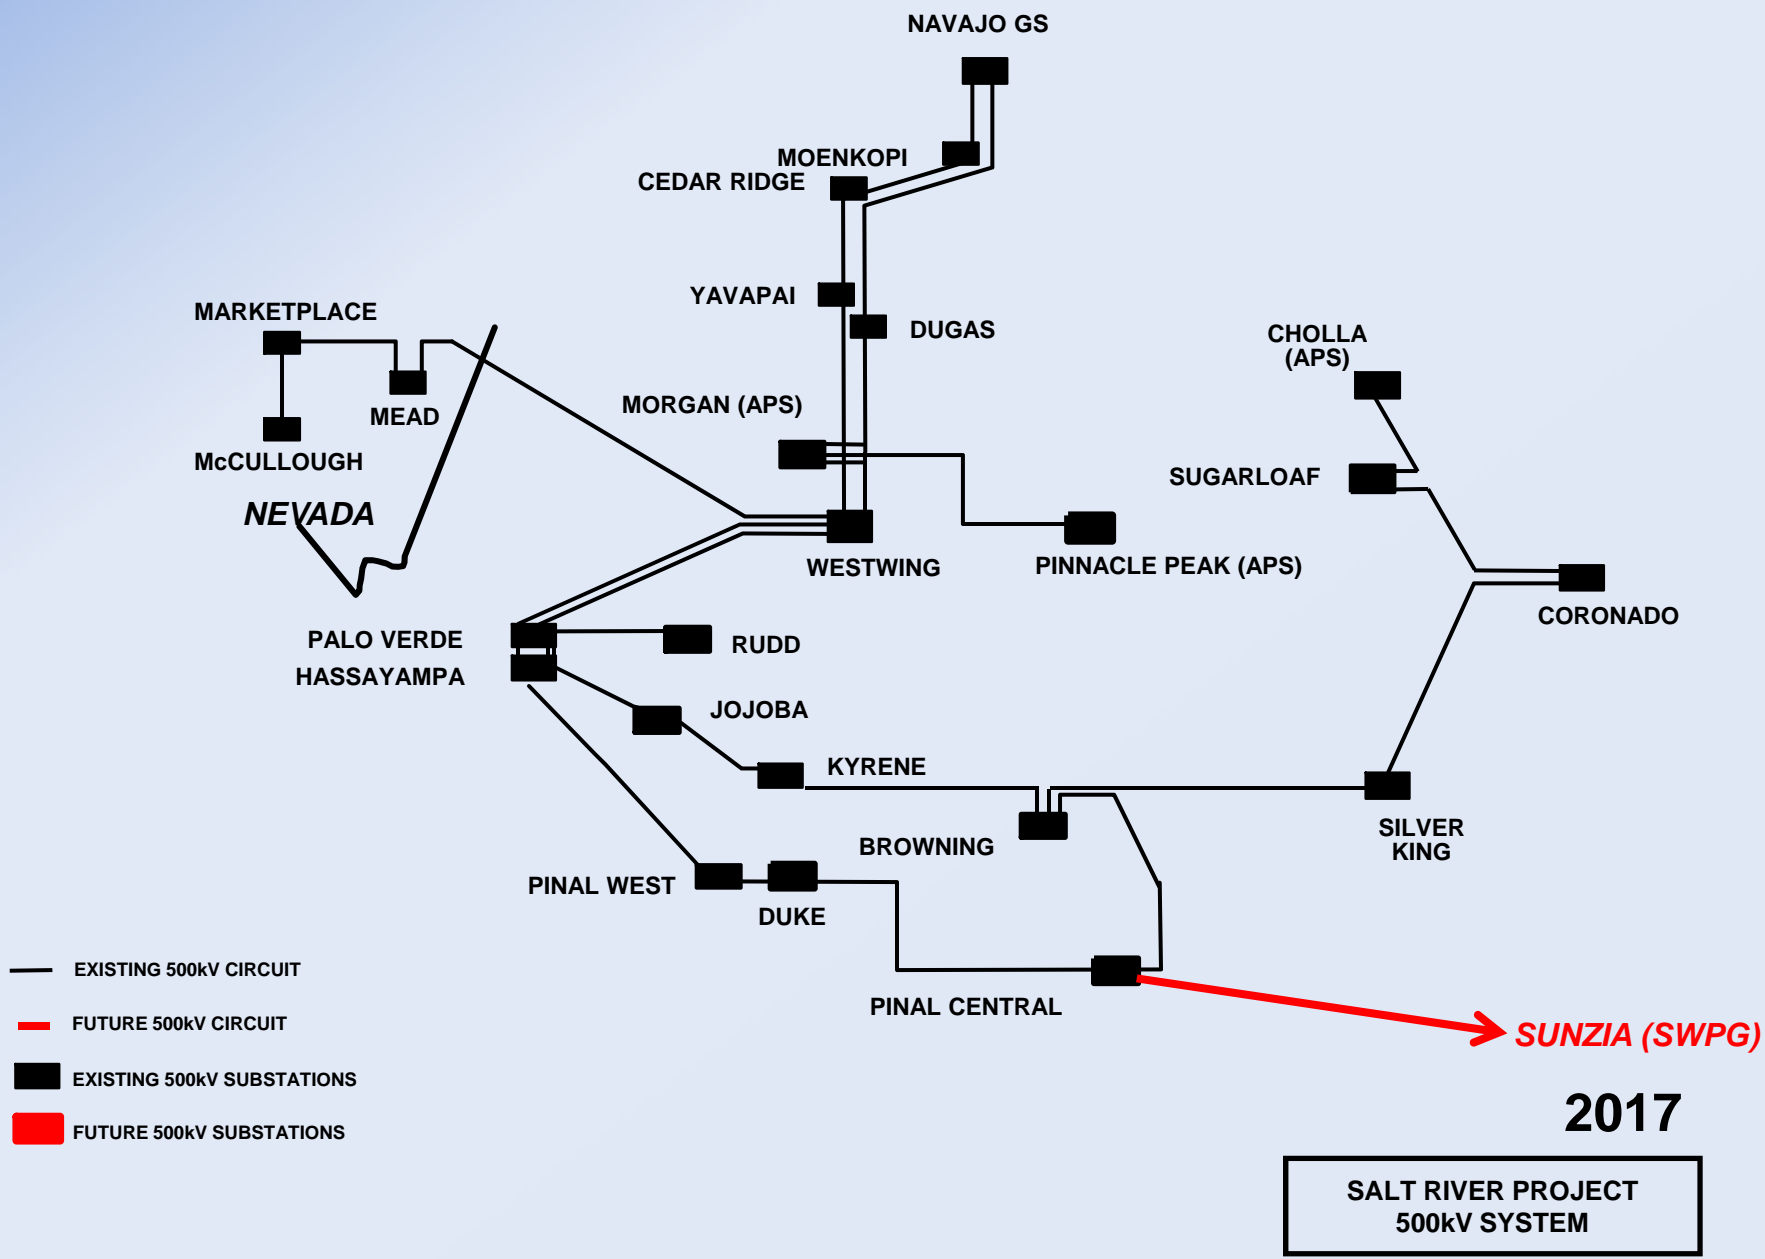 NAVAJO GS
MOENKOPI
CEDAR RIDGE
YAVAPAI
MARKETPLACE
DUGAS
CHOLLA
(APS)
MORGAN (APS)
MEAD
McCULLOUGH
SUGARLOAF
NEVADA
WESTWING
PINNACLE PEAK (APS)
CORONADO
PALO VERDE
RUDD
HASSAYAMPA
JOJOBA
KYRENE
SILVER
KING
BROWNING
PINAL WEST
DUKE
EXISTING 500kV CIRCUIT
PINAL CENTRAL
FUTURE 500kV CIRCUIT
SUNZIA (SWPG)
EXISTING 500kV SUBSTATIONS
2017
FUTURE 500kV SUBSTATIONS
SALT RIVER PROJECT
500kV SYSTEM